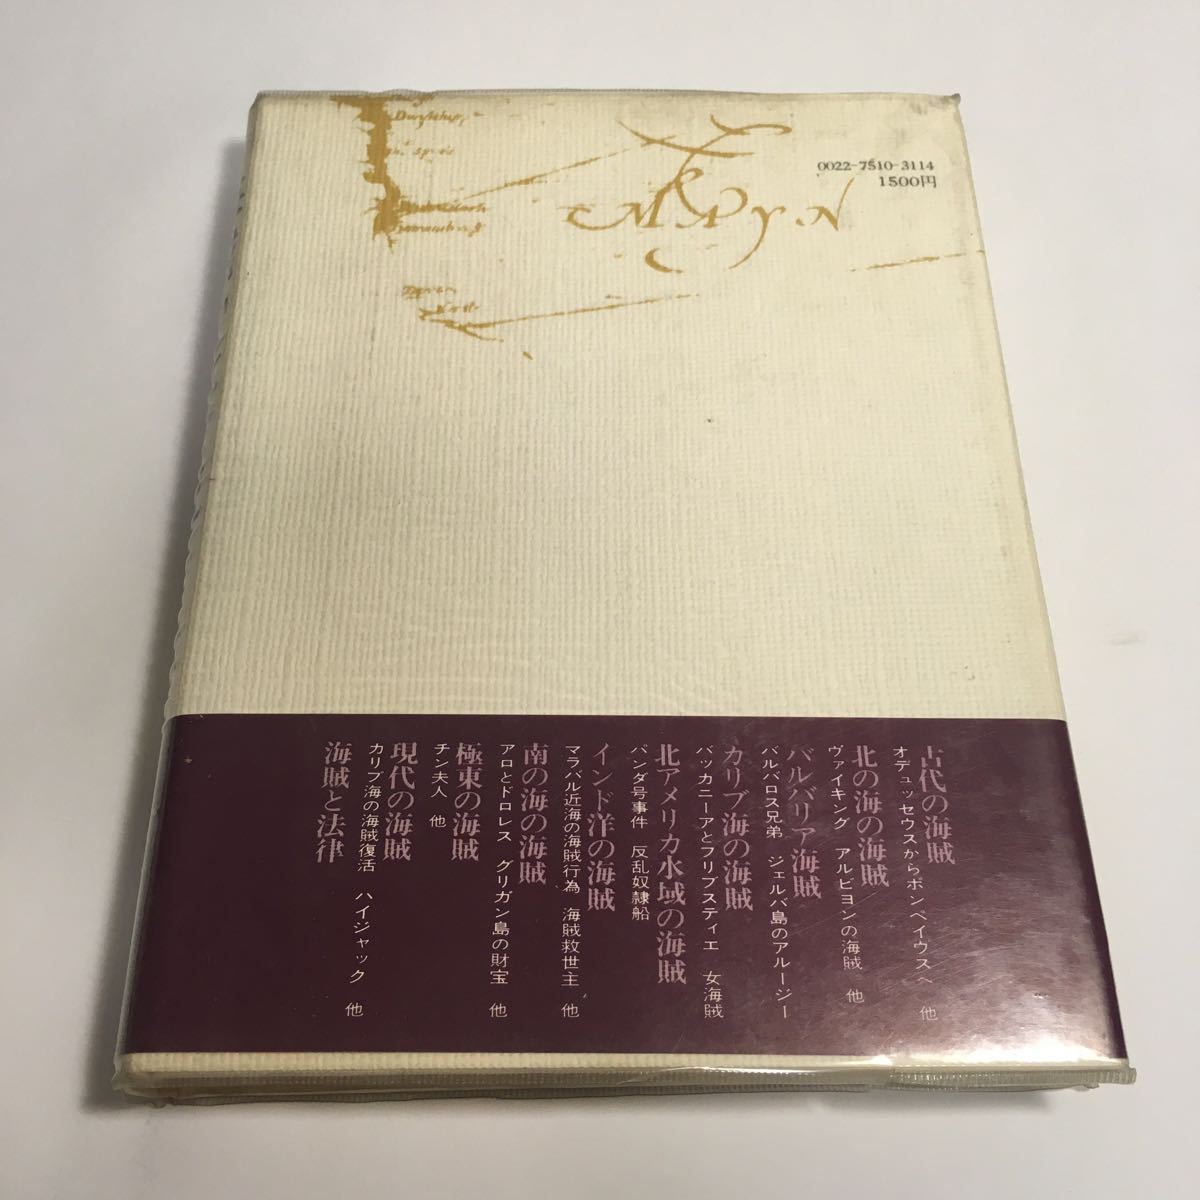 0022-7510-3114
1500円
古代の海賊
オデュッセウスからポンペイウスへ 他
北の海の海賊
ヴァイキング アルビヨンの海賊 他
バルバリア海賊
バルバロス兄弟 ジェルバ島のアルージー
カリブ海の海賊
バッカニーアとフリブスティエ 女海賊
北アメリカ水域の海賊
パンダ号事件 反乱奴隷船
インド洋の海賊
マラバル近海の海賊行為 海賊救世主 他
南の海の海賊
アロとドロレス グリガン島の財宝 他
極東の海賊
チン夫人 他
現代の海賊
カリブ海の海賊復活 ハイジャック 他
海賊と法律